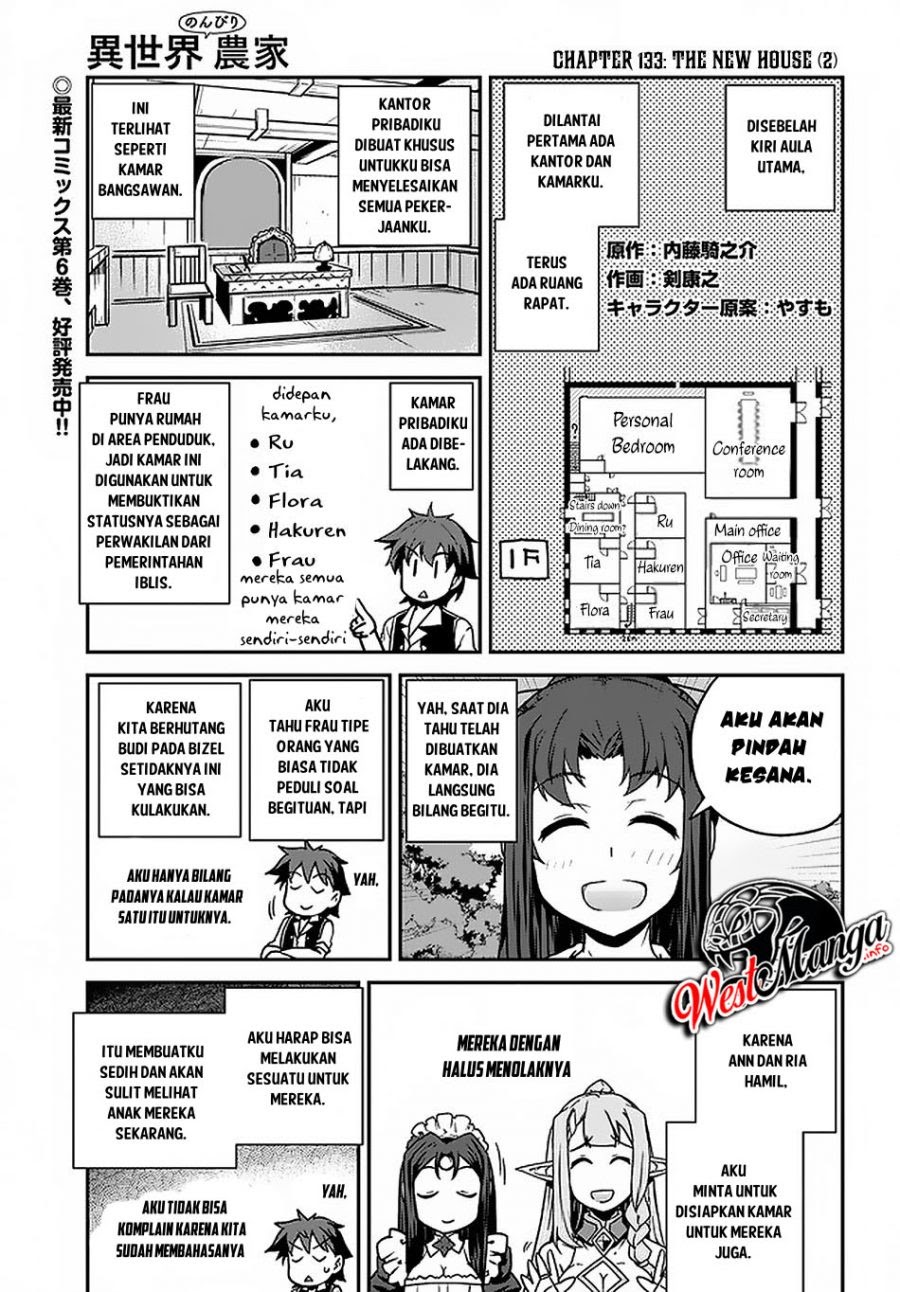 異世界 のんびり 農家
CHAPTER 133: THE NEW HOUSE (2)
◎最新コミックス第6巻、好評発売中!!
DISEBELAH
KIRI AULA
UTAMA,
DILANTAI
PERTAMA ADA
KANTOR DAN
KAMARKU.
TERUS
ADA RUANG
RAPAT.
原作：内藤騎之介
作画：剣康之
キャラクター原案：やすも
Personal
Bedroom
Conference
room
Stairs down
Dining room?
Ru
Main office
Tia
Hakuren
Office
Waiting
room
Flora
Frau
Secretary
1F
KANTOR
PRIBADIKU
DIBUAT KHUSUS
UNTUKKU BISA
MENYELESAIKAN
SEMUA PEKER-
JAANKU.
INI
TERLIHAT
SEPERTI
KAMAR
BANGSAWAN.
KAMAR
PRIBADIKU
ADA DIBE-
LAKANG.
didepan
kamarku,
• Ru
• Tia
• Flora
• Hakuren
• Frau
mereka semua
punya kamar
mereka
sendiri-sendiri
FRAU
PUNYA RUMAH
DI AREA PENDUDUK,
JADI KAMAR INI
DIGUNAKAN UNTUK
MEMBUKTIKAN
STATUSNYA SEBAGAI
PERWAKILAN DARI
PEMERINTAHAN
IBLIS.
AKU AKAN
PINDAH
KESANA.
YAH, SAAT DIA
TAHU TELAH
DIBUATKAN
KAMAR, DIA
LANGSUNG
BILANG BEGITU.
AKU
TAHU FRAU TIPE
ORANG YANG
BIASA TIDAK
PEDULI SOAL
BEGITUAN, TAPI
KARENA
KITA BERHUTANG
BUDI PADA BIZEL
SETIDAKNYA INI
YANG BISA
KULAKUKAN.
YAH,
AKU HANYA BILANG
PADANYA KALAU KAMAR
SATU ITU UNTUKNYA.
WestManga
.info
KARENA
ANN DAN RIA
HAMIL,
AKU
MINTA UNTUK
DISIAPKAN KAMAR
UNTUK MEREKA
JUGA.
MEREKA DENGAN
HALUS MENOLAKNYA
AKU HARAP BISA
MELAKUKAN
SESUATU UNTUK
MEREKA.
ITU MEMBUATKU
SEDIH DAN AKAN
SULIT MELIHAT
ANAK MEREKA
SEKARANG.
YAH,
AKU TIDAK BISA
KOMPLAIN KARENA KITA
SUDAH MEMBAHASANYA